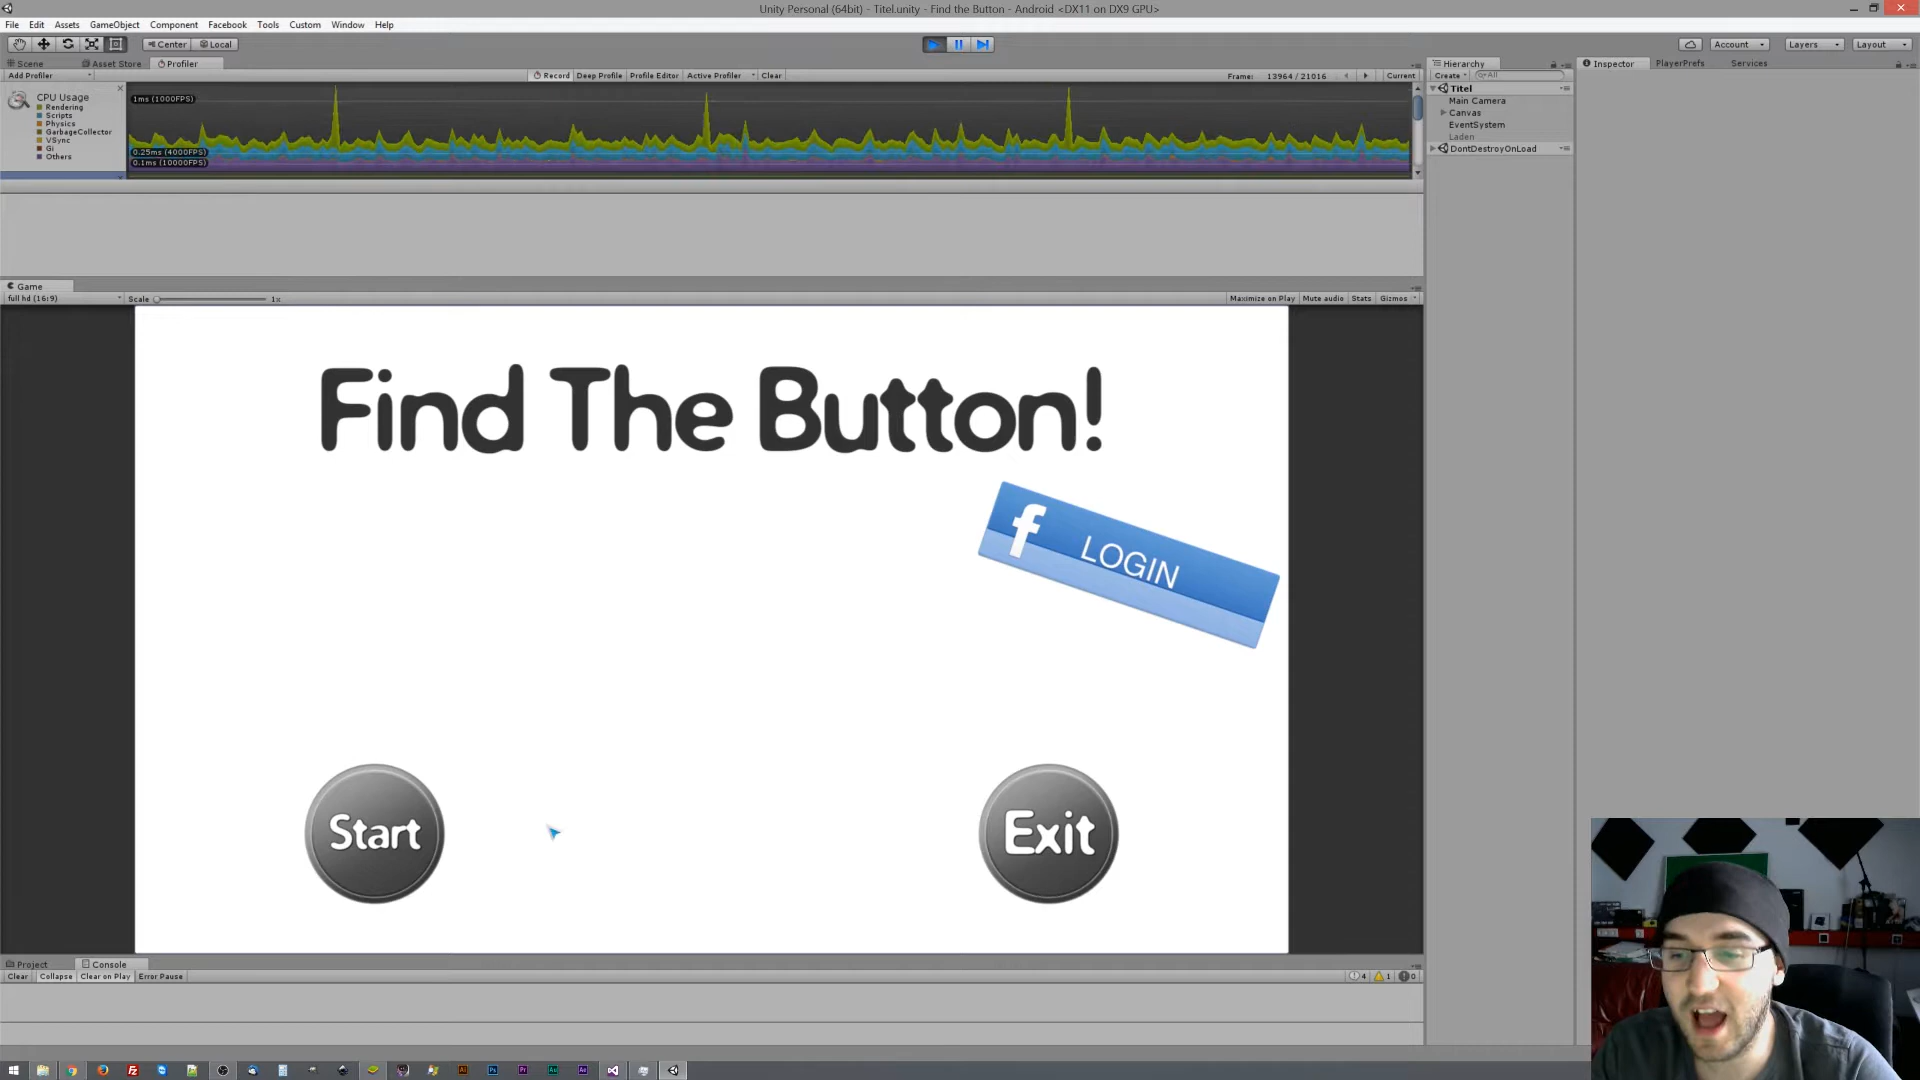 Unity Personal (64bit) - Titel.unity - Find the Button - Android <DX11 on DX9 GPU>
File Edit Assets GameObject Component Facebook Tools Custom Window Help
Center Local Account Layers Layout
Scene Asset Store Profiler Hierarchy Inspector PlayerPrefs Services
Add Profiler Record Deep Profile Profile Editor Active Profiler Clear Frame: 13964 / 21016 Current Create All
CPU Usage
Rendering
Scripts
Physics
GarbageCollector
VSync
Gi
Others
1ms (1000FPS)
0.25ms (4000FPS)
0.1ms (10000FPS)
Titel
Main Camera
Canvas
EventSystem
Laden
DontDestroyOnLoad
Game
full hd (16:9) Scale 1x Maximize on Play Mute audio Stats Gizmos
Find The Button!
f LOGIN
Start Exit
Project Console
Clear Collapse Clear on Play Error Pause 4 1 0